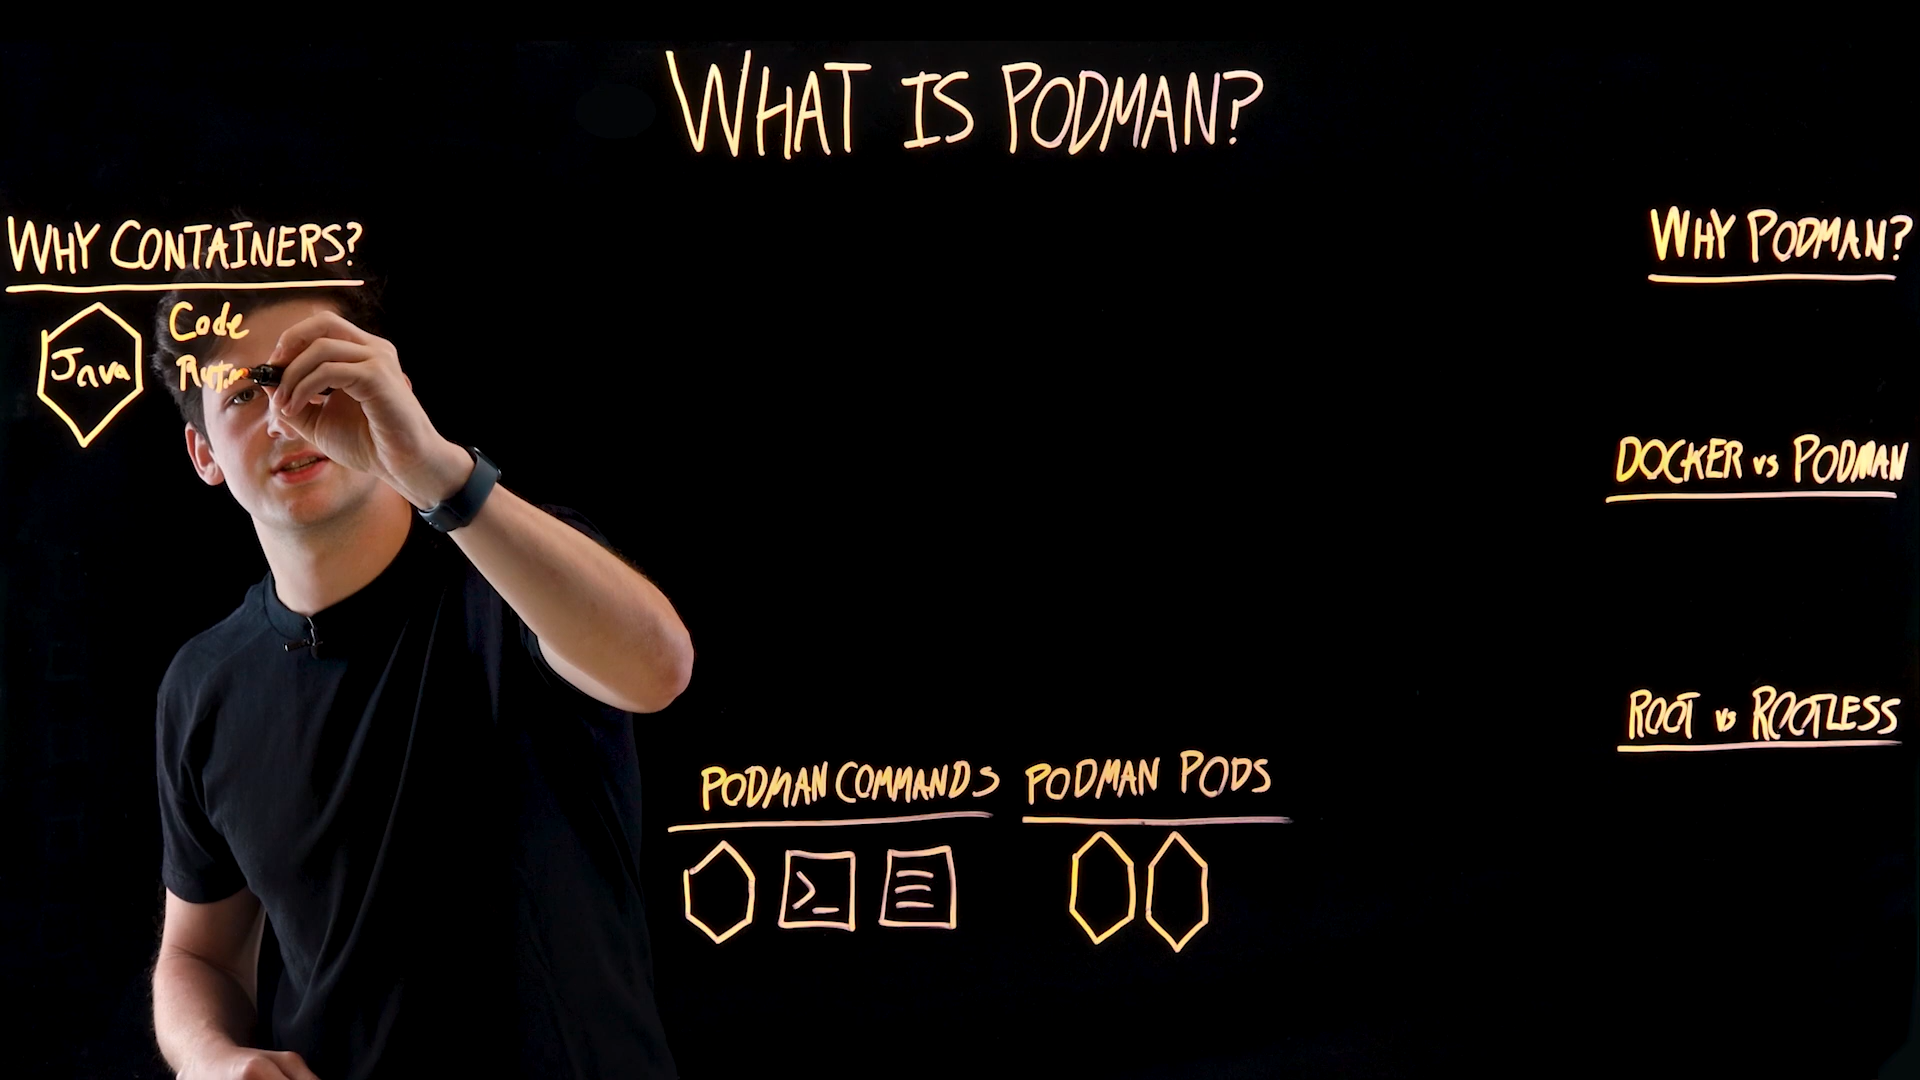 WHAT IS PODMAN?
WHY CONTAINERS?
Java
Code
WHY PODMAN?
DOCKER vs PODMAN
ROOT vs ROOTLESS
PODMAN COMMANDS
>_
PODMAN PODS